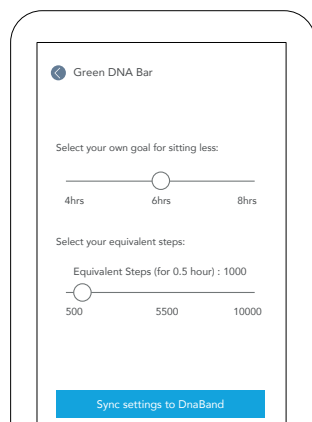 Green DNA Bar
Select your own goal for sitting less:
4hrs 6hrs 8hrs
Select your equivalent steps:
Equivalent Steps (for 0.5 hour) : 1000
500 5500 10000
Sync settings to DnaBand